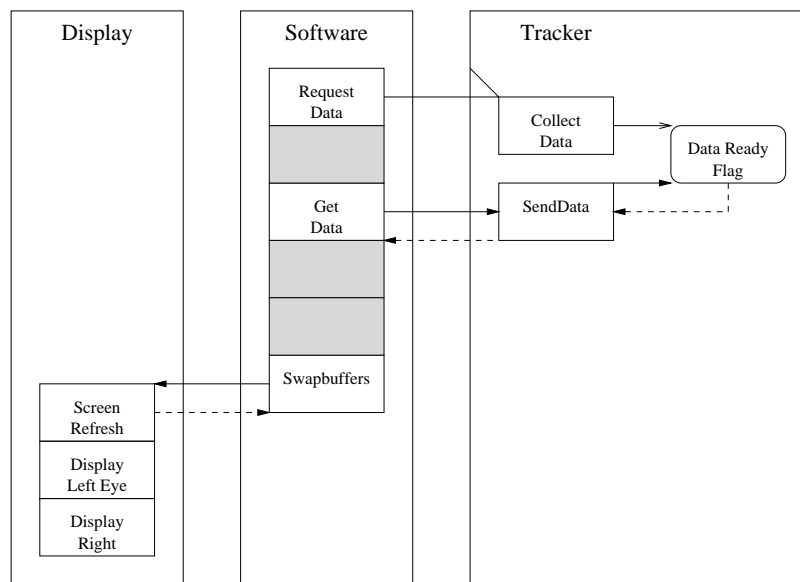 Display
Software
Tracker
Request
Data
Collect
Data
Data Ready
Flag
Get
Data
SendData
Swapbuffers
Screen
Refresh
Display
Left Eye
Display
Right